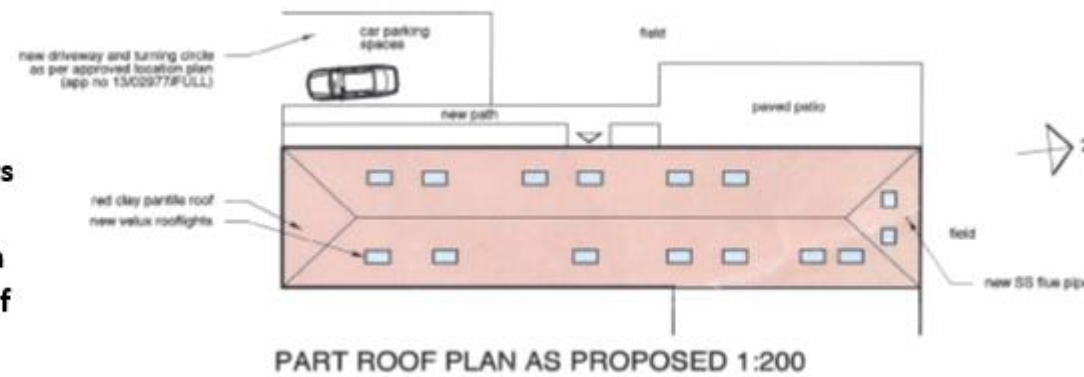 car parking
spaces
field
new driveway and turning circle
as per approved location plan
(app no 13/02977/FULL)
new path
paved patio
red clay pantile roof
new velux rooflights
field
new SS flue pipe
PART ROOF PLAN AS PROPOSED 1:200